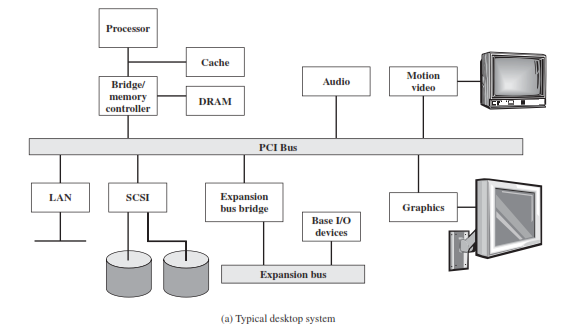 Processor
Cache
Bridge/
memory
controller
DRAM
Audio
Motion
video
PCI Bus
LAN
SCSI
Expansion
bus bridge
Base I/O
devices
Graphics
Expansion bus
(a) Typical desktop system